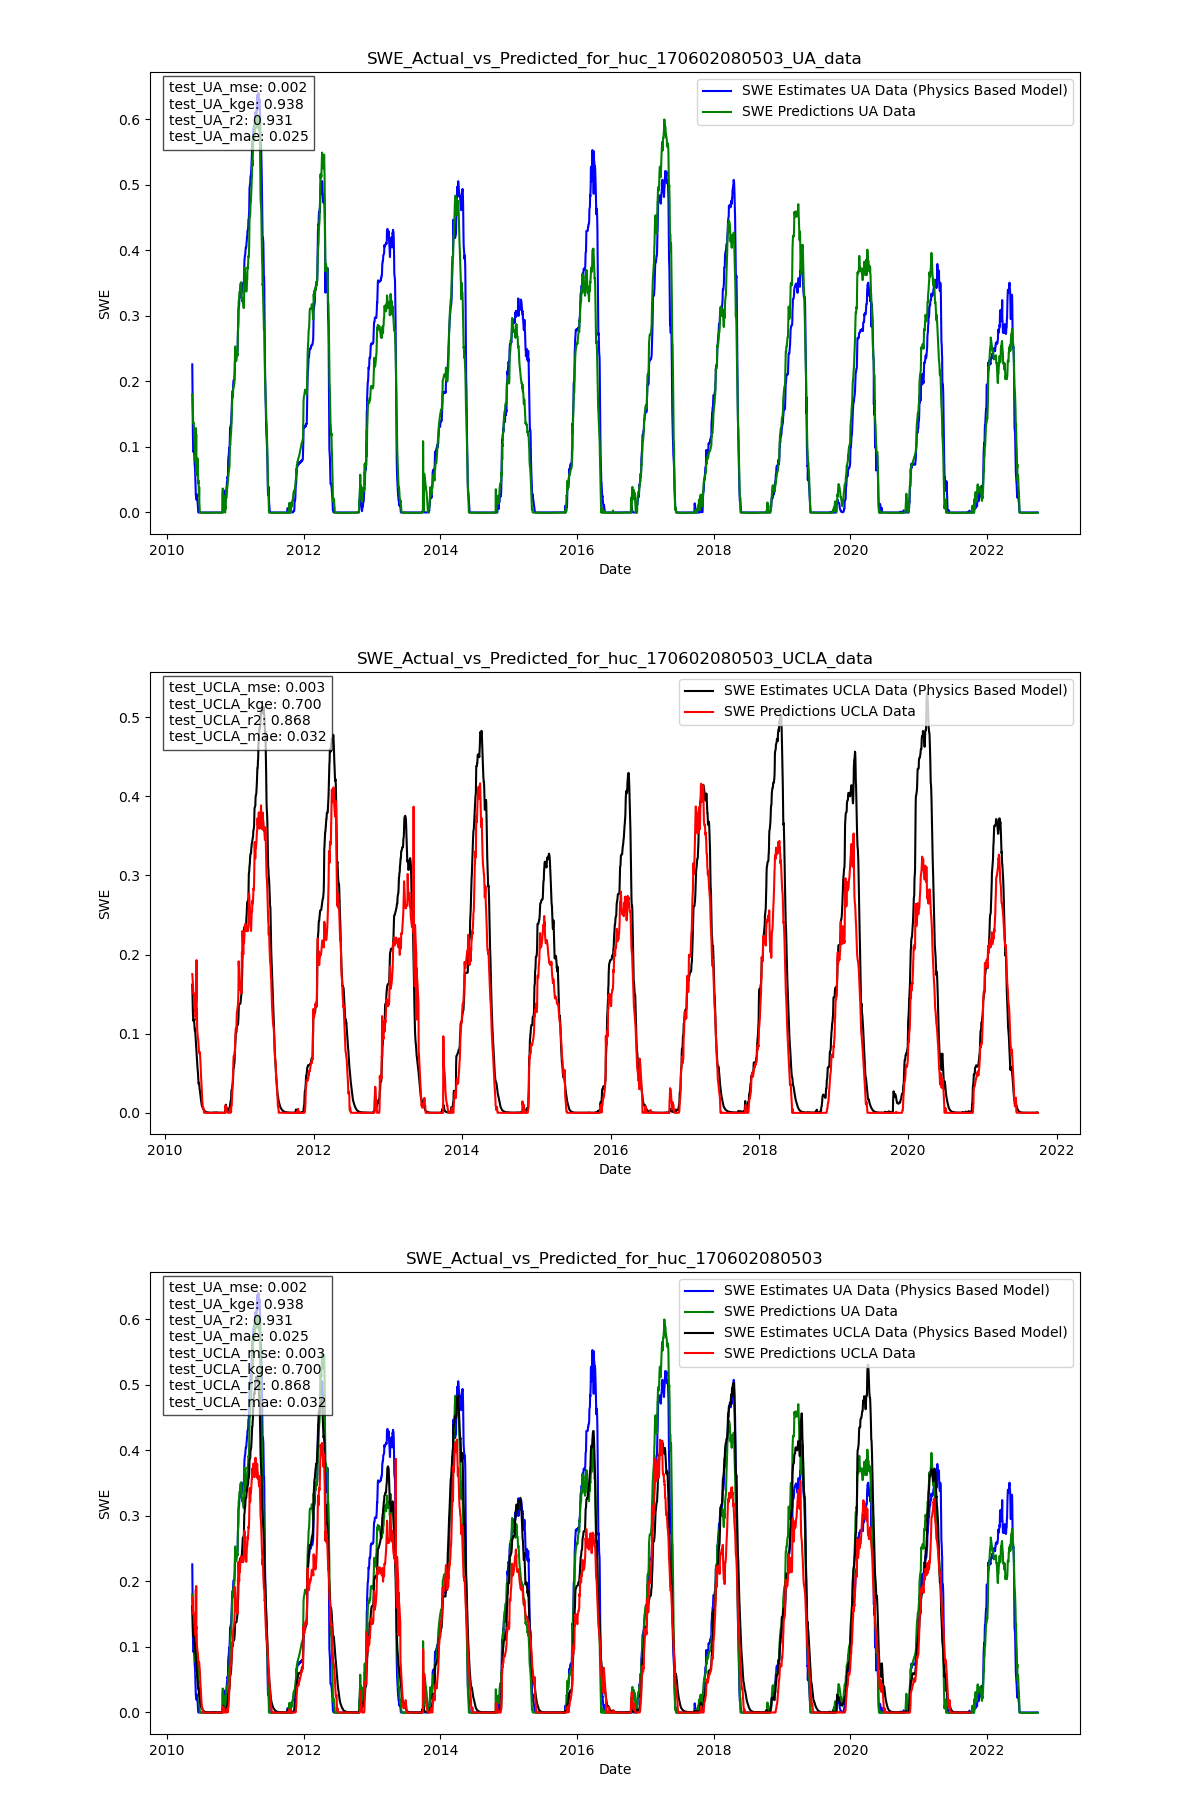 SWE_Actual_vs_Predicted_for_huc_170602080503_UA_data
test_UA_mse: 0.002
test_UA_kge: 0.938
test_UA_r2: 0.931
test_UA_mae: 0.025
SWE Estimates UA Data (Physics Based Model)
SWE Predictions UA Data
0.6
0.5
0.4
0.3
0.2
0.1
0.0
SWE
2010 2012 2014 2016 2018 2020 2022
Date
SWE_Actual_vs_Predicted_for_huc_170602080503_UCLA_data
test_UCLA_mse: 0.003
test_UCLA_kge: 0.700
test_UCLA_r2: 0.868
test_UCLA_mae: 0.032
SWE Estimates UCLA Data (Physics Based Model)
SWE Predictions UCLA Data
0.5
0.4
0.3
0.2
0.1
0.0
SWE
2010 2012 2014 2016 2018 2020 2022
Date
SWE_Actual_vs_Predicted_for_huc_170602080503
test_UA_mse: 0.002
test_UA_kge: 0.938
test_UA_r2: 0.931
test_UA_mae: 0.025
test_UCLA_mse: 0.003
test_UCLA_kge: 0.700
test_UCLA_r2: 0.868
test_UCLA_mae: 0.032
SWE Estimates UA Data (Physics Based Model)
SWE Predictions UA Data
SWE Estimates UCLA Data (Physics Based Model)
SWE Predictions UCLA Data
0.6
0.5
0.4
0.3
0.2
0.1
0.0
SWE
2010 2012 2014 2016 2018 2020 2022
Date